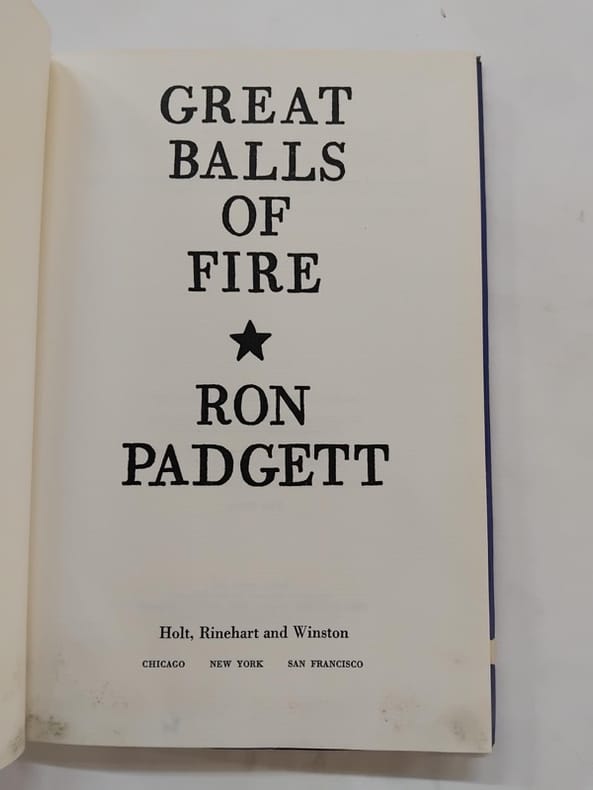 GREAT
BALLS
OF
FIRE
★
RON
PADGETT
Holt, Rinehart and Winston
CHICAGO NEW YORK SAN FRANCISCO